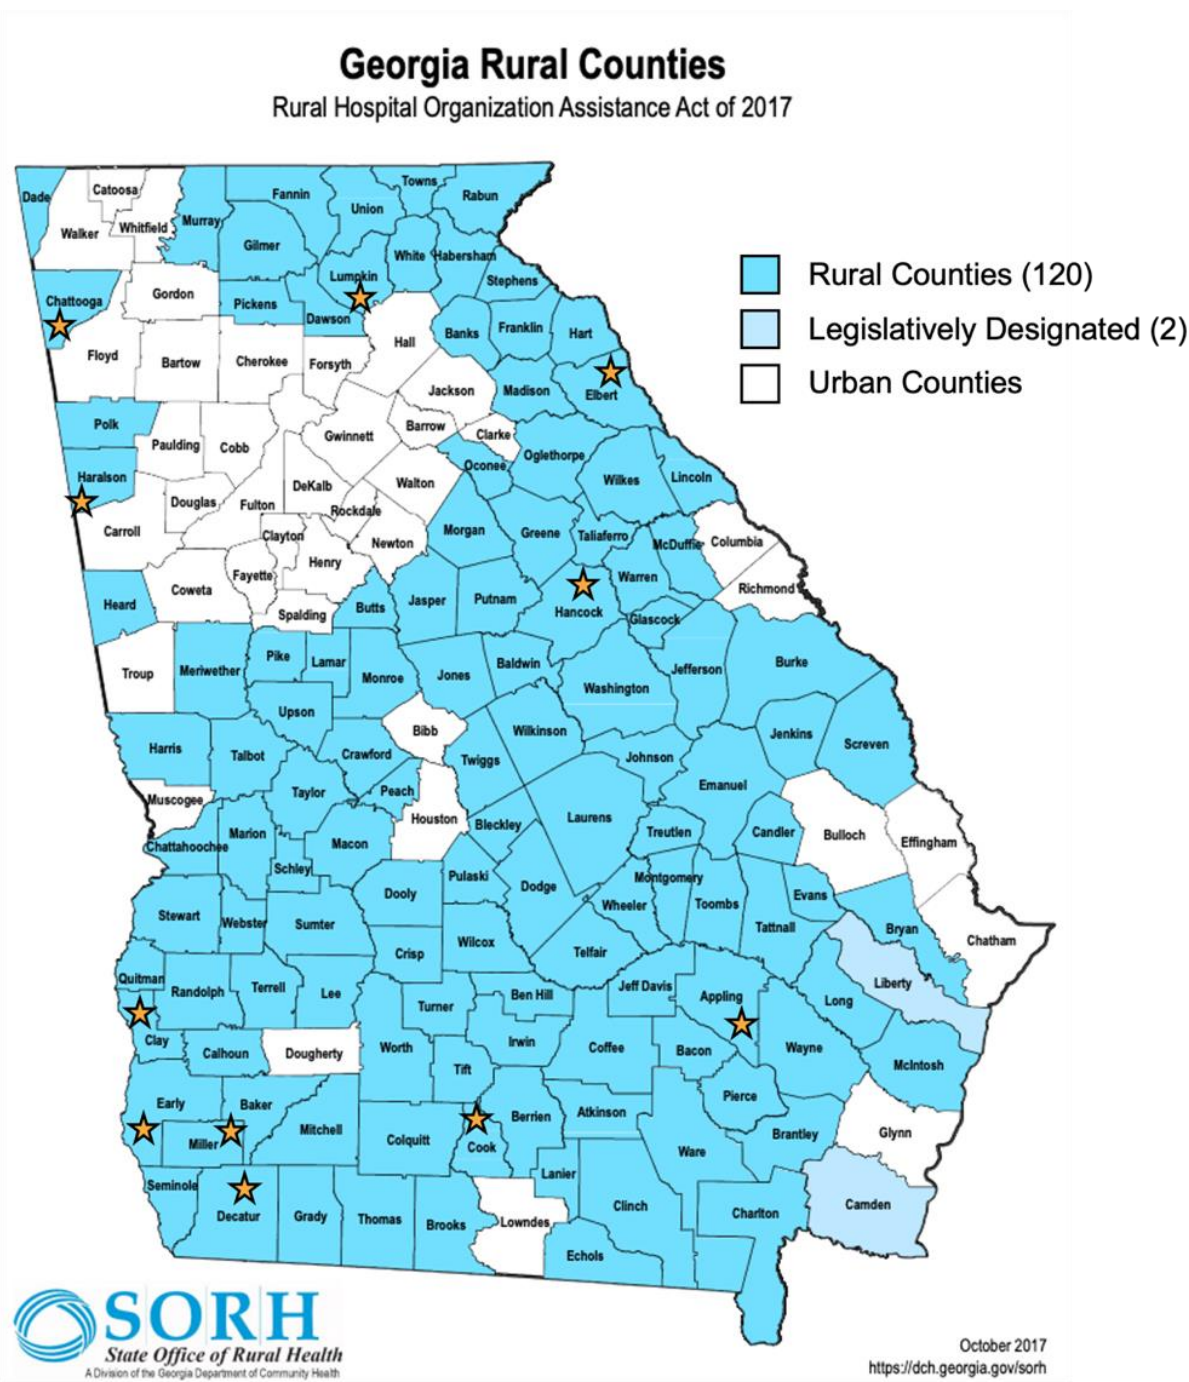 Georgia Rural Counties
Rural Hospital Organization Assistance Act of 2017
Dade
Catoosa
Walker
Whitfield
Murray
Fannin
Gilmer
Union
Towns
Rabun
White
Habersham
Lumpkin
Stephens
Chattooga
Gordon
Pickens
Dawson
Hall
Banks
Franklin
Hart
Floyd
Bartow
Cherokee
Forsyth
Jackson
Madison
Elbert
Polk
Paulding
Cobb
Gwinnett
Barrow
Clarke
Oconee
Oglethorpe
Wilkes
Lincoln
Haralson
Douglas
Fulton
DeKalb
Rockdale
Walton
Carroll
Clayton
Henry
Newton
Morgan
Greene
Taliaferro
McDuffie
Columbia
Richmond
Warren
Heard
Coweta
Fayette
Spalding
Butts
Jasper
Putnam
Hancock
Glascock
Troup
Meriwether
Pike
Lamar
Monroe
Jones
Baldwin
Washington
Jefferson
Burke
Upson
Bibb
Wilkinson
Jenkins
Screven
Harris
Talbot
Crawford
Twiggs
Johnson
Emanuel
Muscogee
Taylor
Peach
Houston
Bleckley
Laurens
Treutlen
Candler
Bulloch
Effingham
Chattahoochee
Marion
Macon
Schley
Dooly
Pulaski
Dodge
Montgomery
Wheeler
Toombs
Evans
Tattnall
Bryan
Chatham
Stewart
Webster
Sumter
Crisp
Wilcox
Telfair
Liberty
Quitman
Randolph
Terrell
Lee
Turner
Ben Hill
Jeff Davis
Appling
Long
Clay
Calhoun
Dougherty
Worth
Irwin
Coffee
Bacon
Wayne
McIntosh
Tift
Early
Baker
Miller
Mitchell
Colquitt
Cook
Berrien
Atkinson
Pierce
Brantley
Glynn
Ware
Lanier
Seminole
Decatur
Grady
Thomas
Brooks
Lowndes
Clinch
Echols
Charlton
Camden
Rural Counties (120)
Legislatively Designated (2)
Urban Counties
SORH
State Office of Rural Health
A Division of the Georgia Department of Community Health
October 2017
https://dch.georgia.gov/sorh